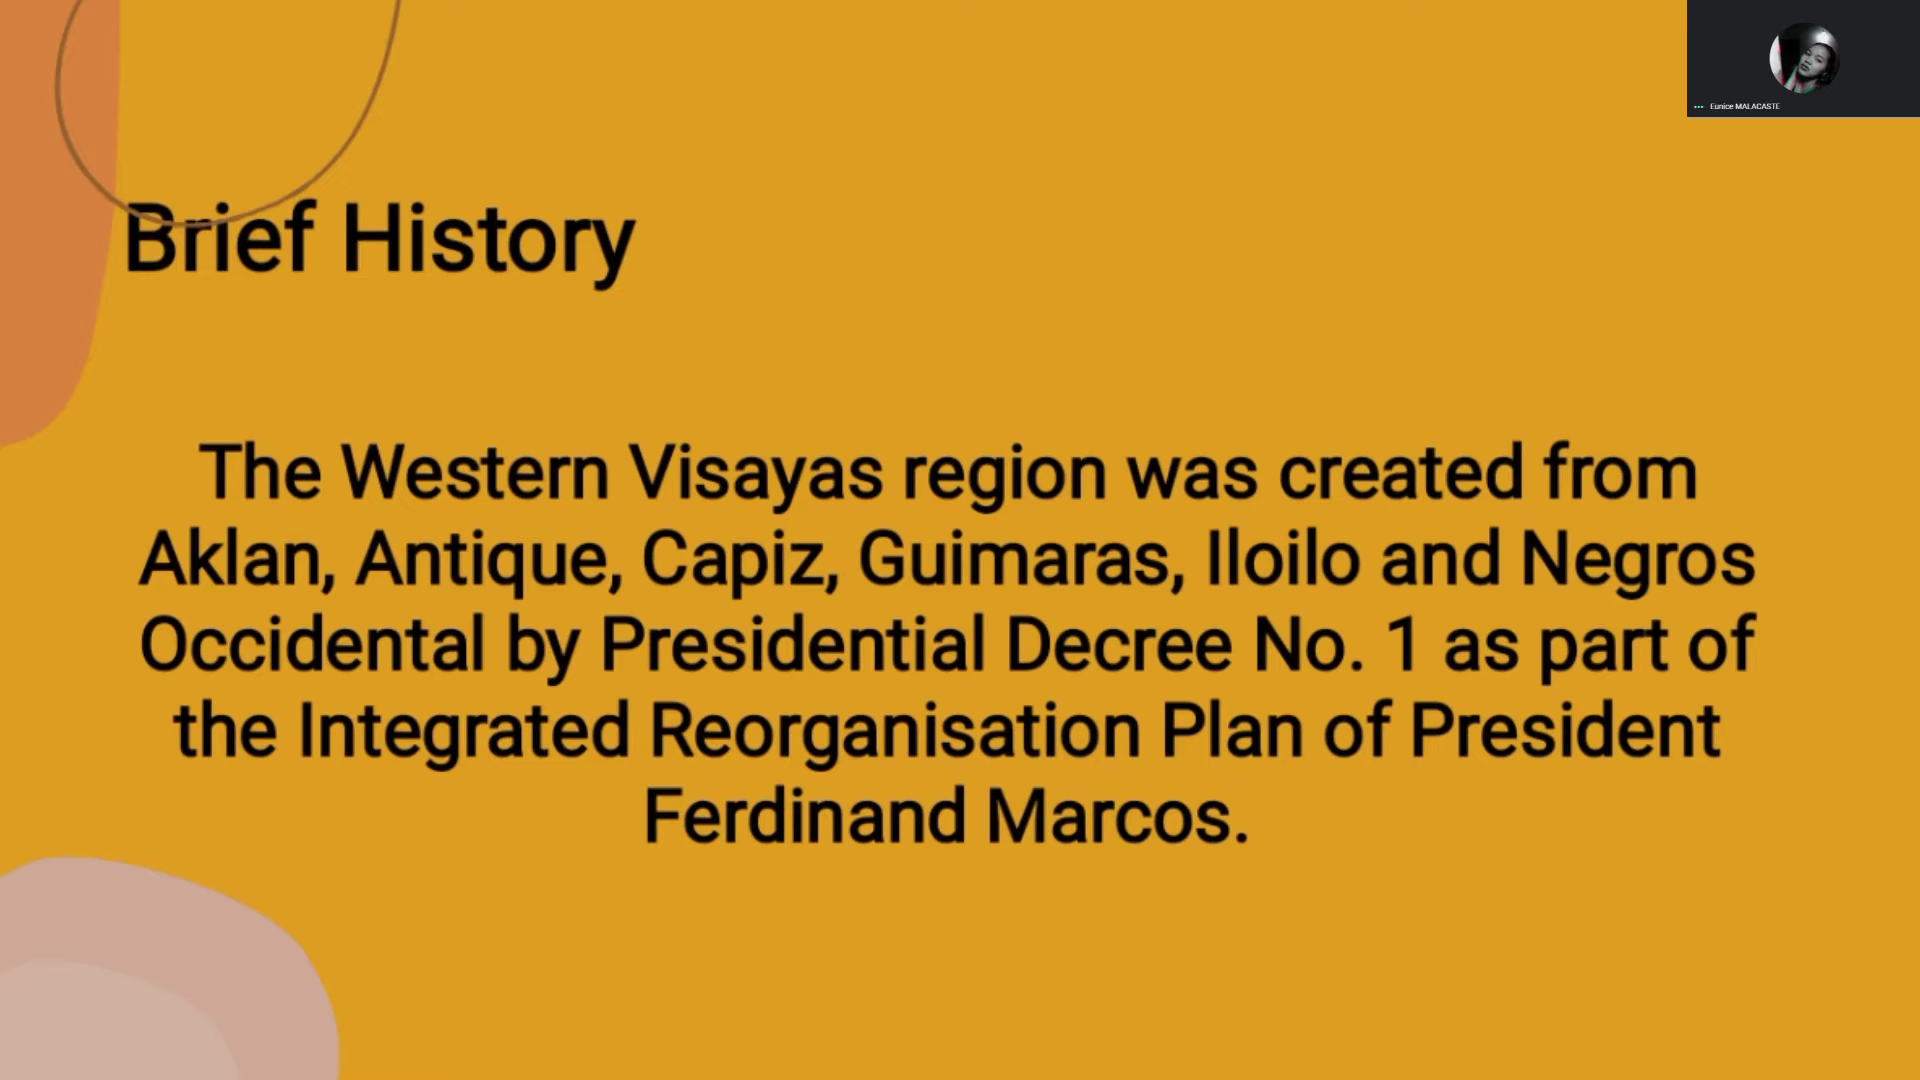 Eunice MALACASTE
Brief History
The Western Visayas region was created from
Aklan, Antique, Capiz, Guimaras, Iloilo and Negros
Occidental by Presidential Decree No. 1 as part of
the Integrated Reorganisation Plan of President
Ferdinand Marcos.